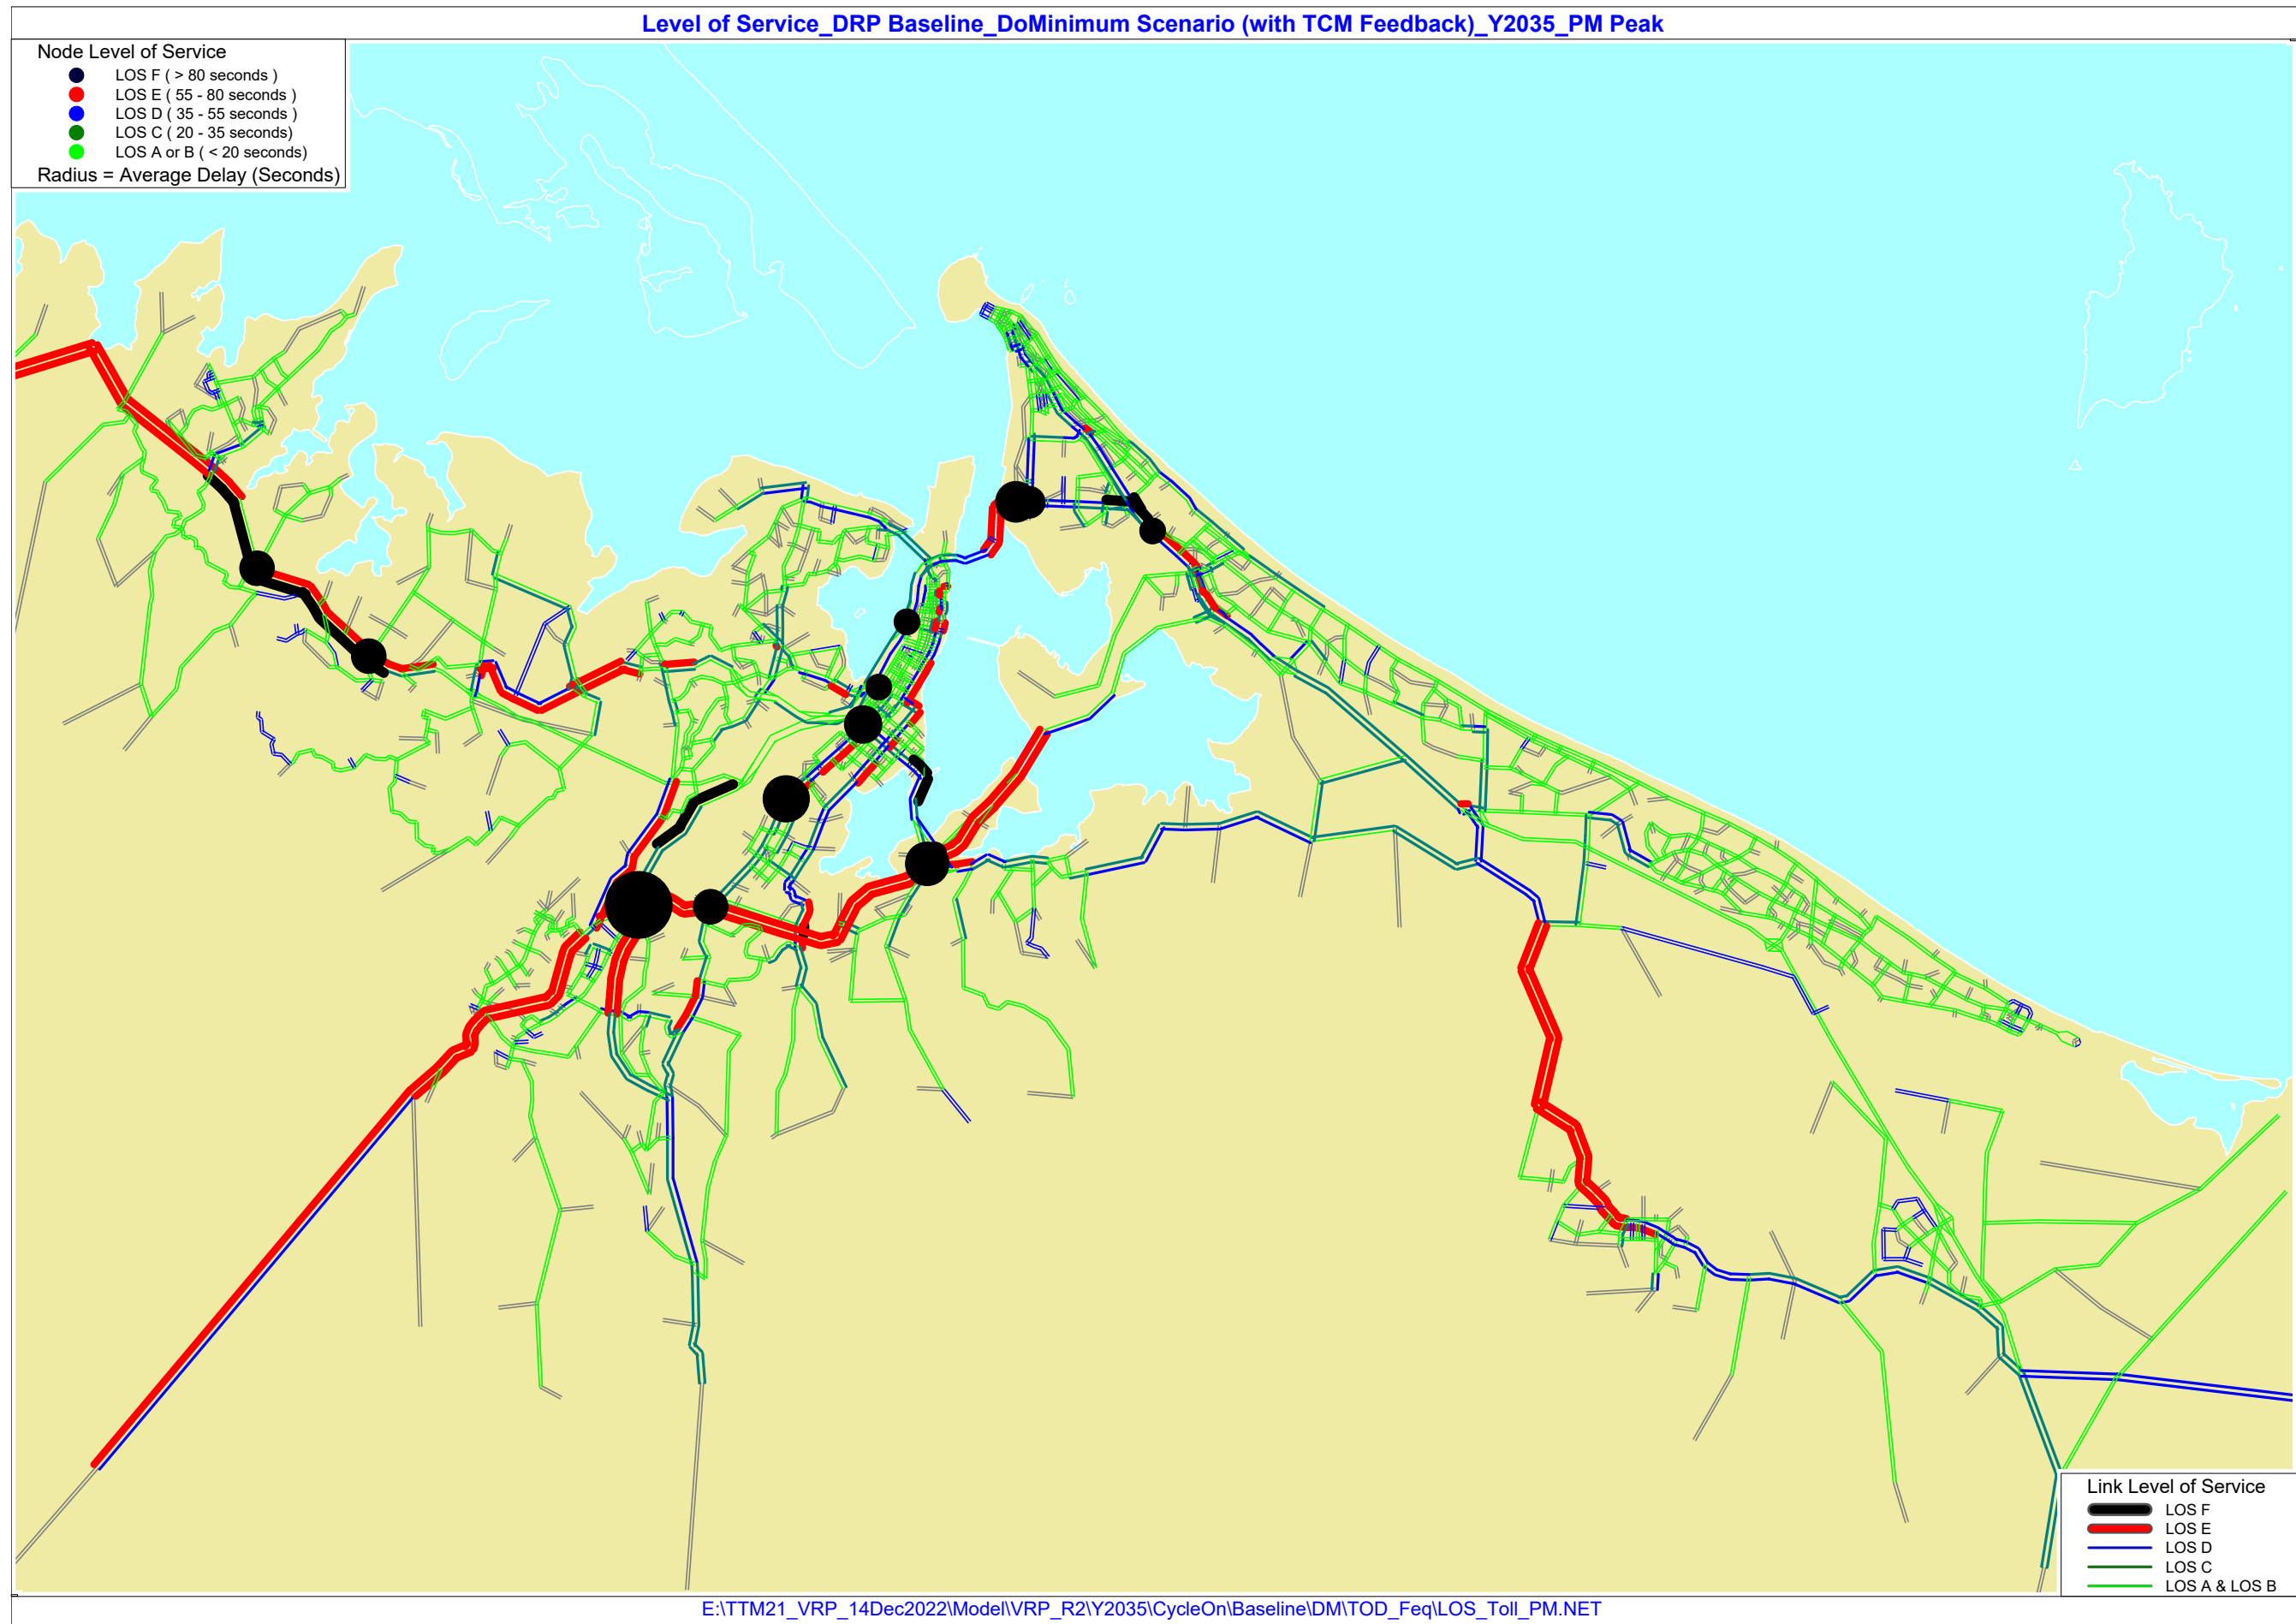 Level of Service_DRP Baseline_DoMinimum Scenario (with TCM Feedback)_Y2035_PM Peak
Node Level of Service
LOS F ( > 80 seconds )
LOS E ( 55 - 80 seconds )
LOS D ( 35 - 55 seconds )
LOS C ( 20 - 35 seconds)
LOS A or B ( < 20 seconds)
Radius = Average Delay (Seconds)
Link Level of Service
LOS F
LOS E
LOS D
LOS C
LOS A & LOS B
E:\TTM21_VRP_14Dec2022\Model\VRP_R2\Y2035\CycleOn\Baseline\DM\TOD_Feq\LOS_Toll_PM.NET